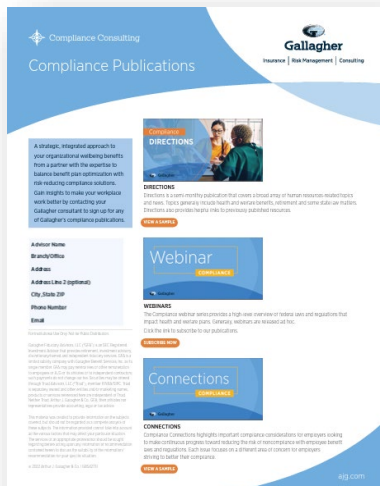 Compliance Consulting
Compliance Publications
Gallagher
Insurance | Risk Management | Consulting
A strategic, integrated approach to
your organizational wellbeing benefits
from a partner with the expertise to
balance benefit plan optimization with
risk-reducing compliance solutions.
Gain insights to make your workplace
work better by contacting your
Gallagher consultant to sign up for any
of Gallagher's compliance publications.
Advisor Name
Branch/Office
Address
Address Line 2 (optional)
City, State ZIP
Phone Number
Email
Compliance
DIRECTIONS
Gallagher
DIRECTIONS
Directions is a semi-monthly publication that covers a broad array of human resources related topics
and news. Topics generally include health and welfare benefits, retirement and some state law matters.
Directions also provides helpful links to previously published resources.
VIEW A SAMPLE
Webinar
COMPLIANCE
Gallagher
WEBINARS
The Compliance webinar series provides a high-level overview of federal laws and regulations that
impact health and welfare plans. Generally, webinars are released ad hoc.
Click the link to subscribe to our publications.
SUBSCRIBE NOW
Connections
COMPLIANCE
Gallagher
CONNECTIONS
Compliance Connections highlights important compliance considerations for employers looking
to make continuous progress toward reducing the risk of noncompliance with employee benefit
laws and regulations. Each issue focuses on a different area of concern for employers
striving to better their compliance.
VIEW A SAMPLE
ajg.com